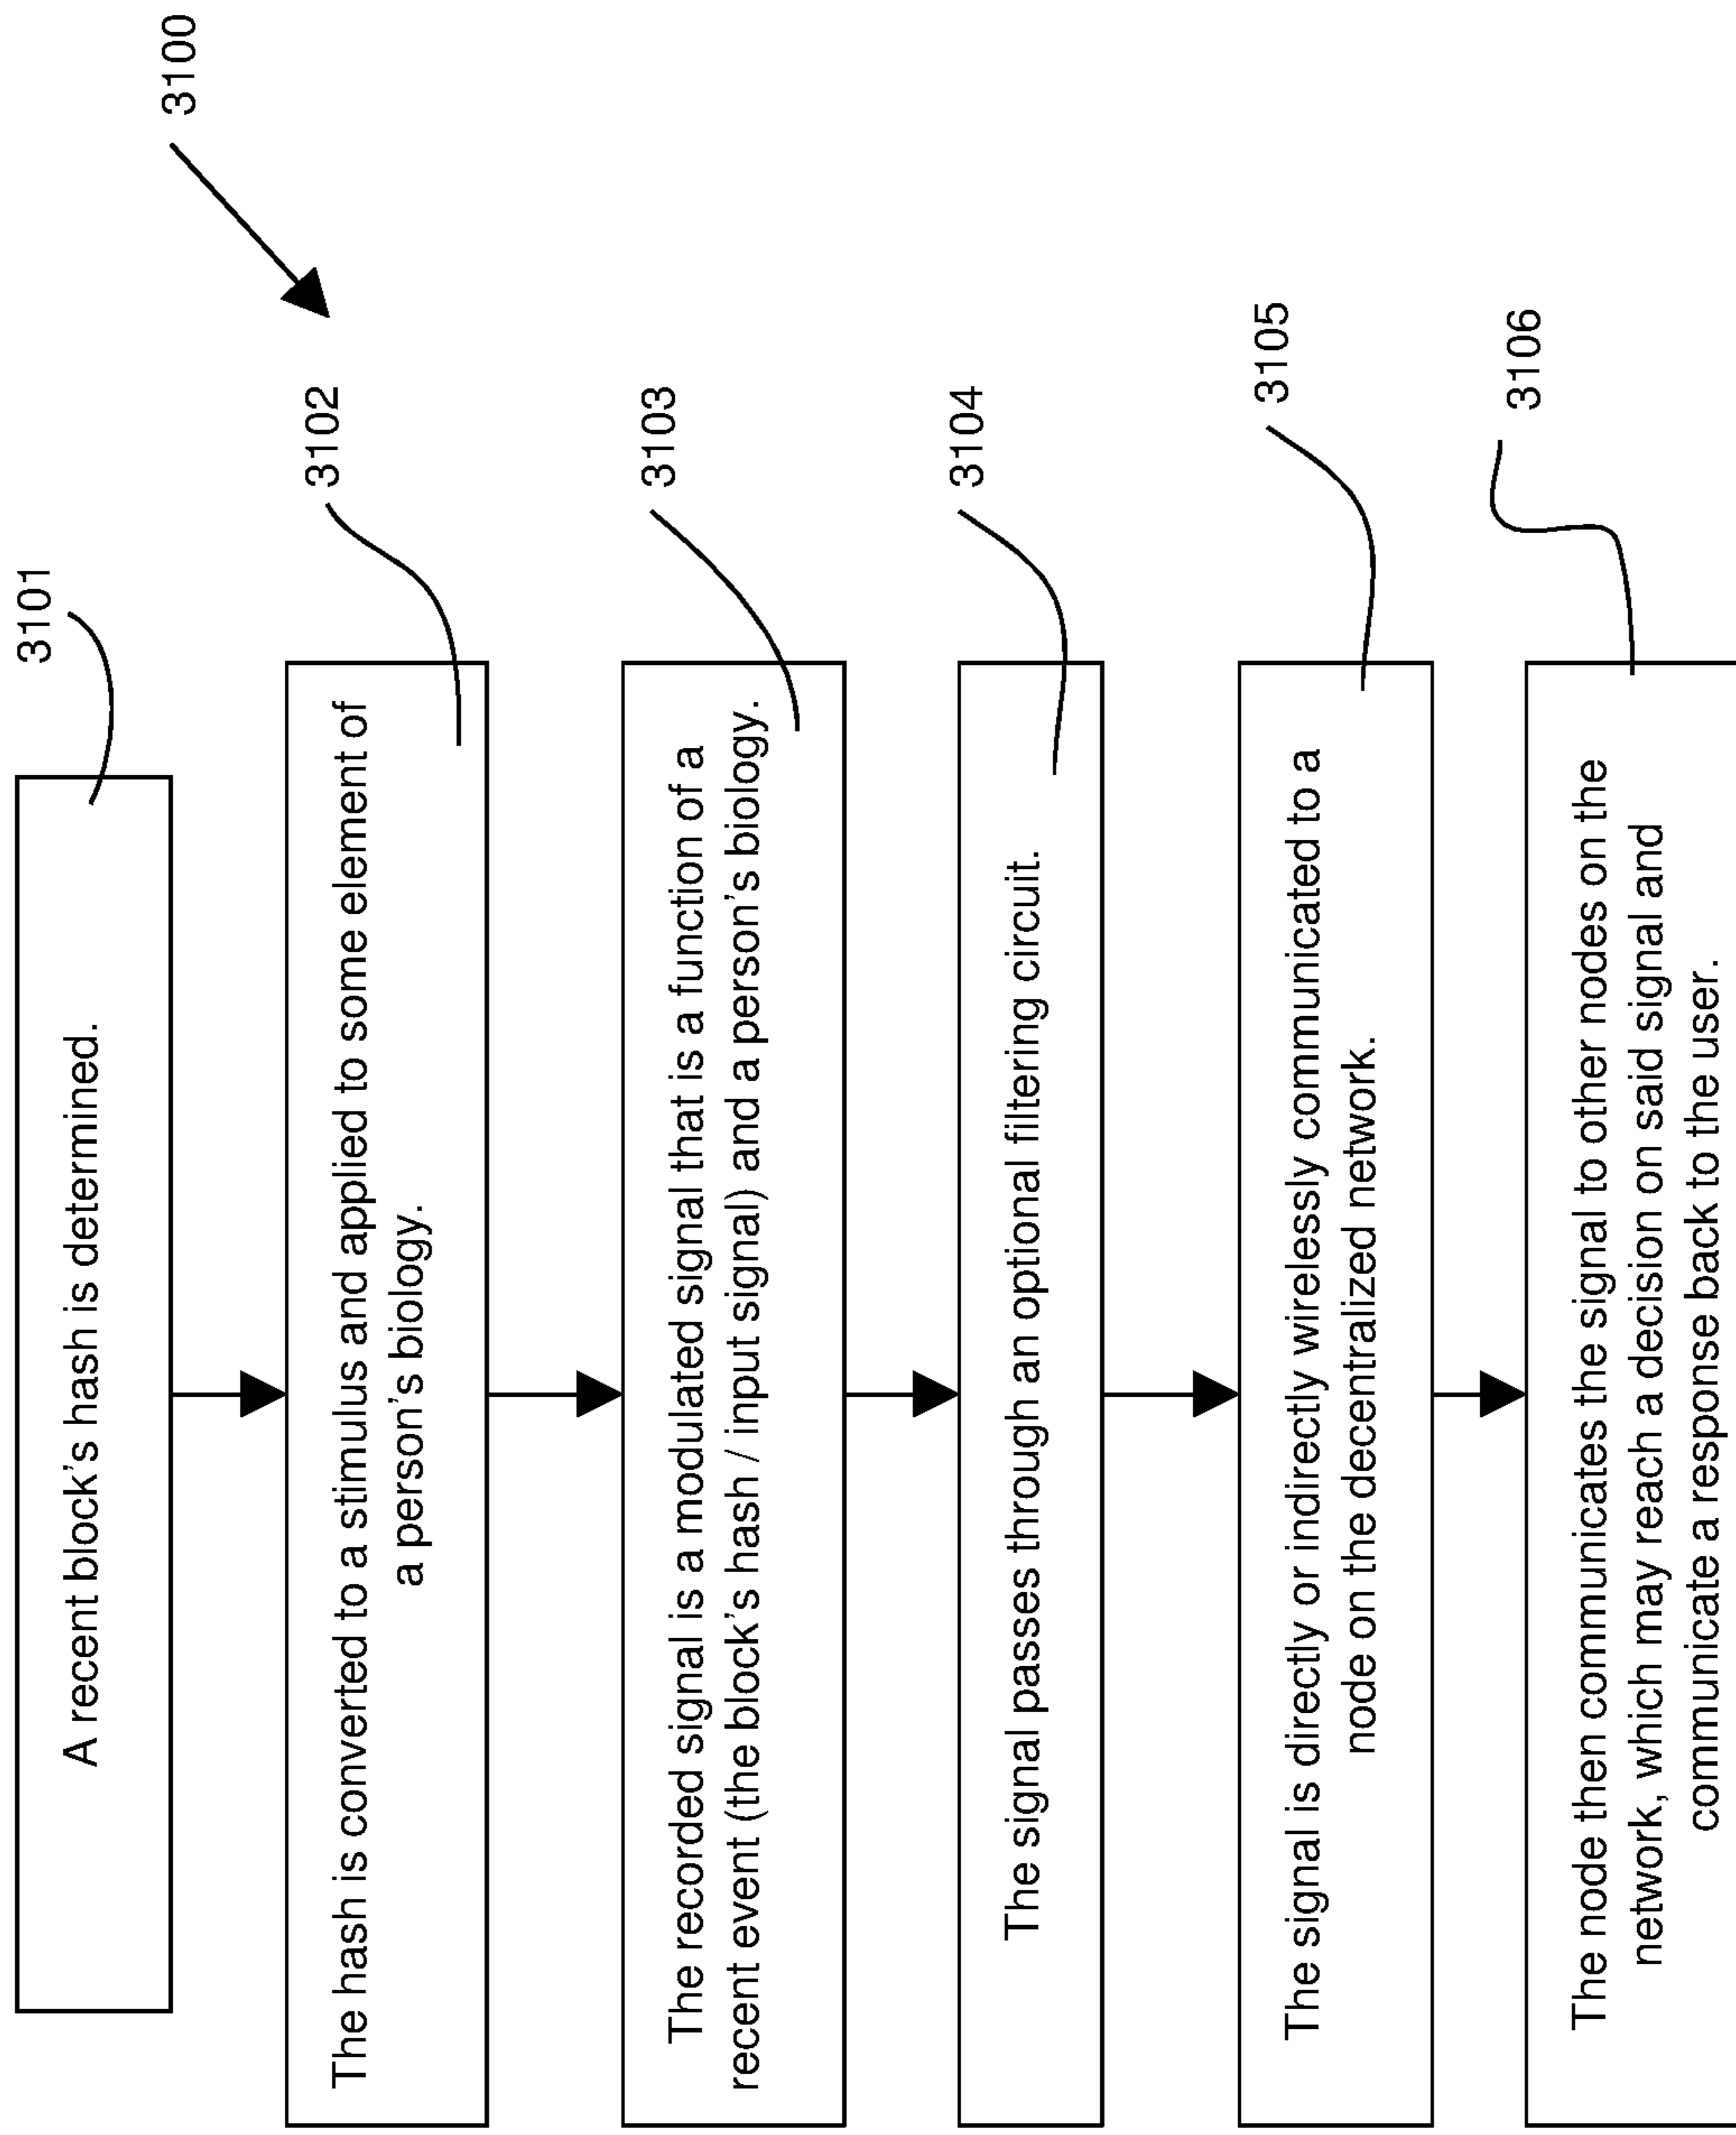 3100
3101
A recent block's hash is determined.
3102
The hash is converted to a stimulus and applied to some element of
a person's biology.
3103
The recorded signal is a modulated signal that is a function of a
recent event (the block's hash / input signal) and a person's biology.
3104
The signal passes through an optional filtering circuit.
3105
The signal is directly or indirectly wirelessly communicated to a
node on the decentralized network.
3106
The node then communicates the signal to other nodes on the
network, which may reach a decision on said signal and
communicate a response back to the user.